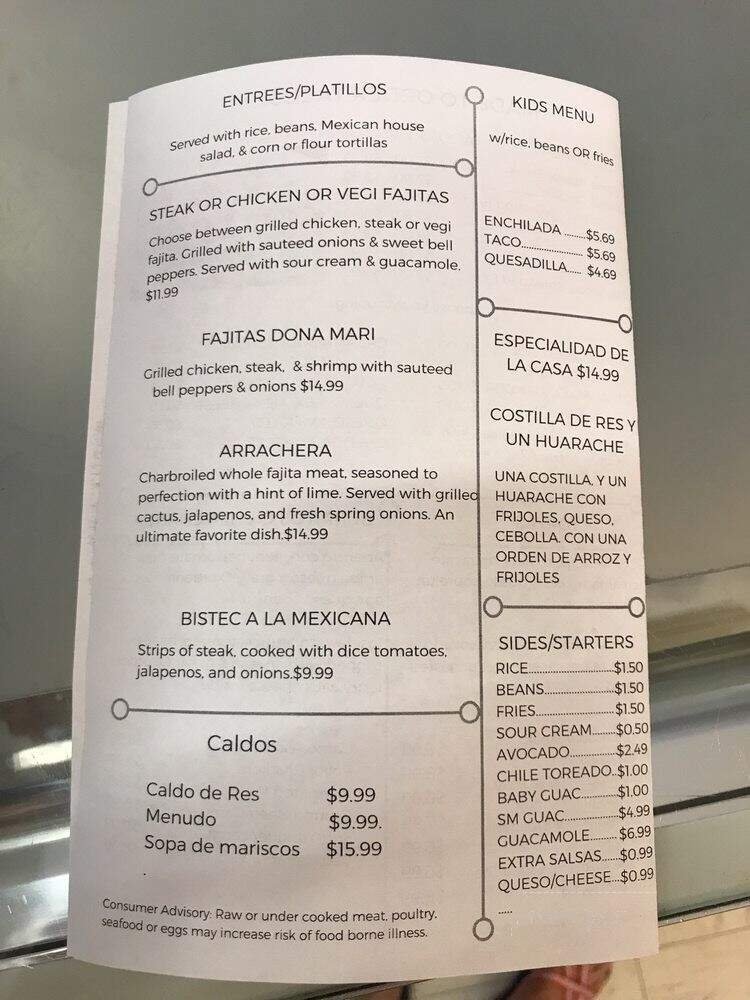 ENTREES/PLATILLOS
Served with rice, beans, Mexican house
salad, & corn or flour tortillas
STEAK OR CHICKEN OR VEGI FAJITAS
Choose between grilled chicken, steak or vegi
fajita. Grilled with sauteed onions & sweet bell
peppers. Served with sour cream & guacamole.
$11.99
FAJITAS DONA MARI
Grilled chicken, steak, & shrimp with sauteed
bell peppers & onions $14.99
ARRACHERA
Charbroiled whole fajita meat, seasoned to
perfection with a hint of lime. Served with grilled
cactus, jalapenos, and fresh spring onions. An
ultimate favorite dish.$14.99
BISTEC A LA MEXICANA
Strips of steak, cooked with dice tomatoes,
jalapenos, and onions.$9.99
Caldos
Caldo de Res $9.99
Menudo $9.99.
Sopa de mariscos $15.99
Consumer Advisory: Raw or under cooked meat, poultry,
seafood or eggs may increase risk of food borne illness.
KIDS MENU
w/rice, beans OR fries
ENCHILADA ........$5.69
TACO................. $5.69
QUESADILLA..... $4.69
ESPECIALIDAD DE
LA CASA $14.99
COSTILLA DE RES Y
UN HUARACHE
UNA COSTILLA, Y UN
HUARACHE CON
FRIJOLES, QUESO,
CEBOLLA. CON UNA
ORDEN DE ARROZ Y
FRIJOLES
SIDES/STARTERS
RICE........................$1.50
BEANS....................$1.50
FRIES......................$1.50
SOUR CREAM........$0.50
AVOCADO..............$2.49
CHILE TOREADO..$1.00
BABY GUAC...........$1.00
SM GUAC................$4.99
GUACAMOLE......... $6.99
EXTRA SALSAS......$0.99
QUESO/CHEESE...$0.99
.....